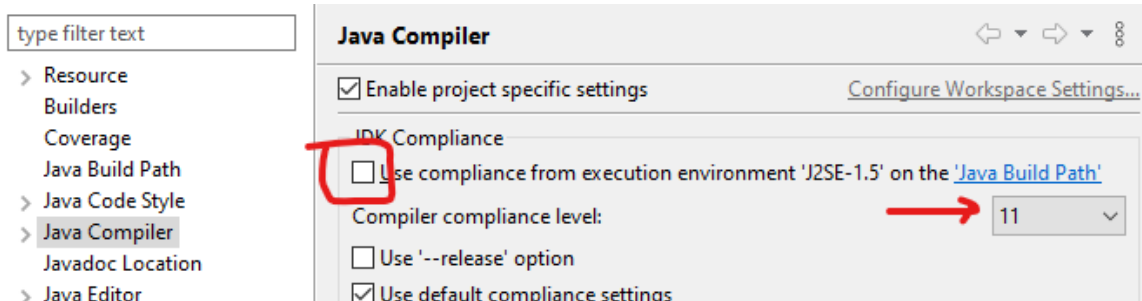 type filter text
Resource
Builders
Coverage
Java Build Path
Java Code Style
Java Compiler
Javadoc Location
Java Editor
Java Compiler
Enable project specific settings
Configure Workspace Settings...
JDK Compliance
Use compliance from execution environment 'J2SE-1.5' on the 'Java Build Path'
Compiler compliance level:
11
Use '--release' option
Use default compliance settings